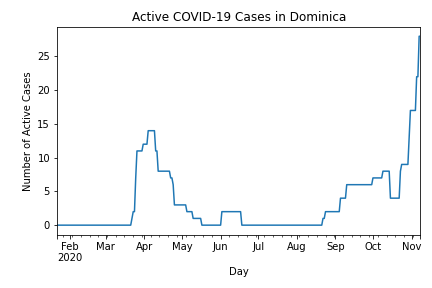 Active COVID-19 Cases in Dominica
Number of Active Cases
25
20
15
10
5
0
Feb Mar Apr May Jun Jul Aug Sep Oct Nov
2020
Day